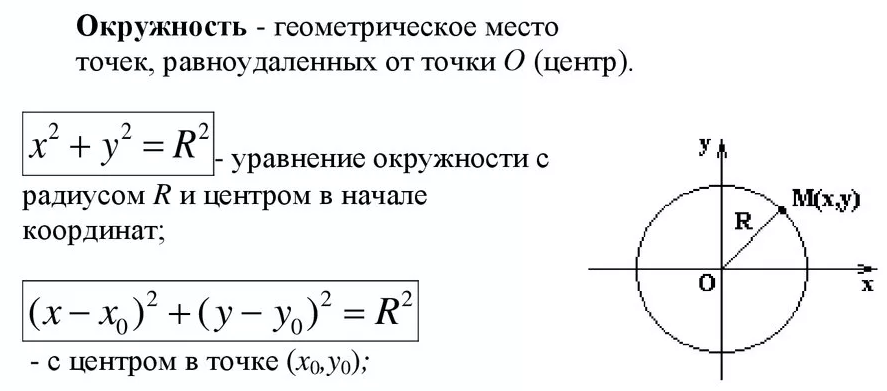 Окружность - геометрическое место
точек, равноудаленных от точки O (центр).
x² + y² = R² - уравнение окружности с
радиусом R и центром в начале
координат;
(x – x₀)² + (y – y₀)² = R²
- с центром в точке (x₀,y₀);
y
M(x,y)
R
O
x